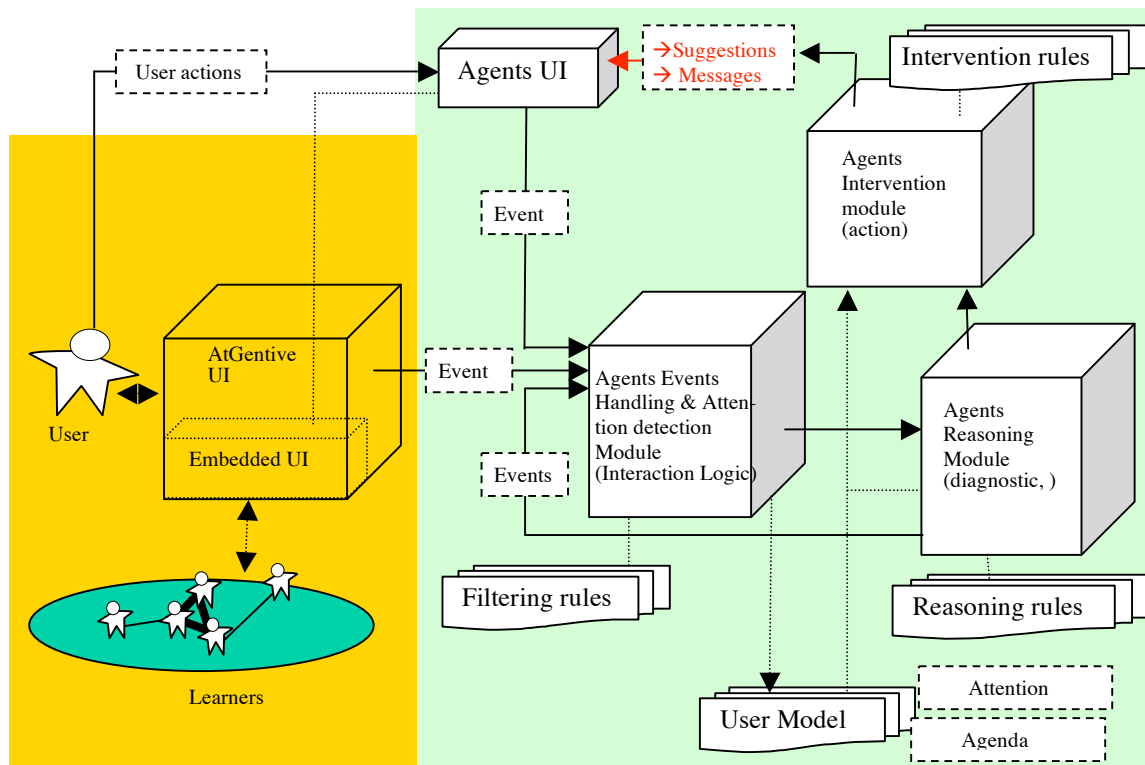 User actions
Agents UI
→Suggestions
→ Messages
Intervention rules
Agents
Intervention
module
(action)
Event
AtGentive
UI
Embedded UI
User
Event
Agents Events
Handling & Atten-
tion detection
Module
(Interaction Logic)
Agents
Reasoning
Module
(diagnostic, )
Events
Filtering rules
Reasoning rules
Learners
User Model
Attention
Agenda